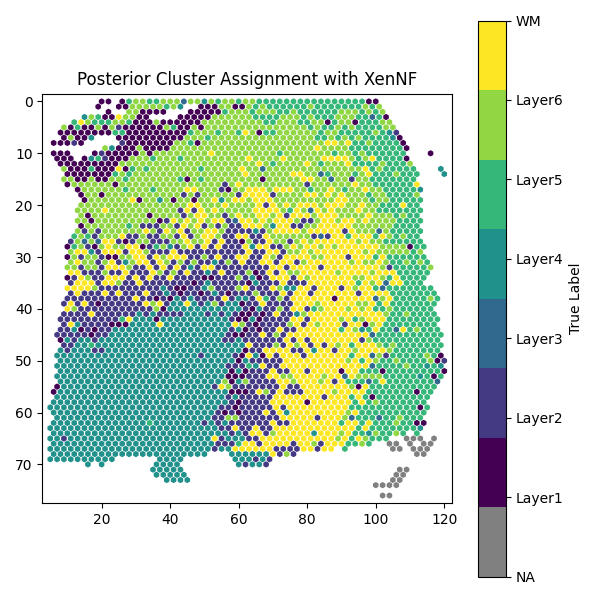 Posterior Cluster Assignment with XenNF
0
10
20
30
40
50
60
70
20
40
60
80
100
120
WM
Layer6
Layer5
Layer4
Layer3
Layer2
Layer1
NA
True Label